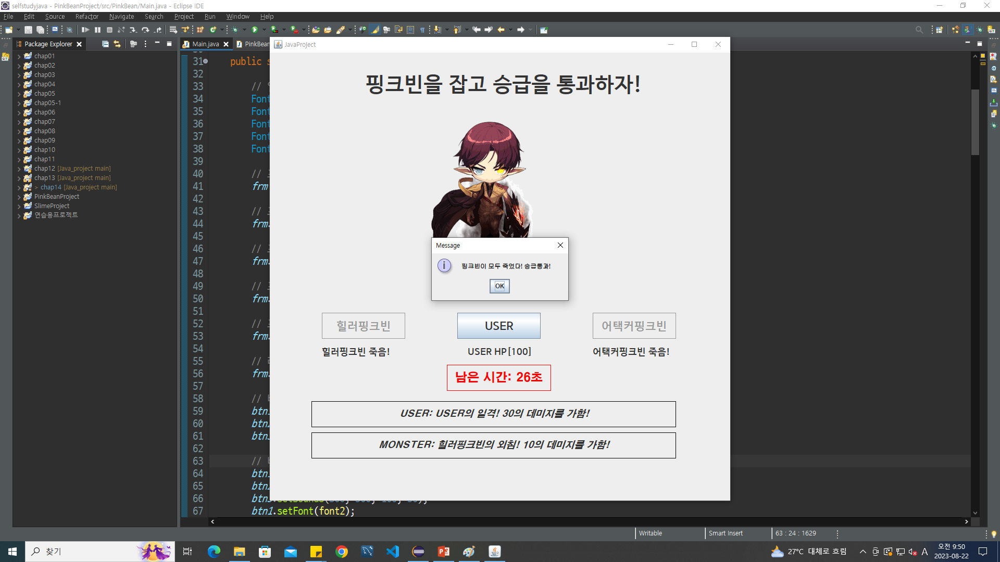 selfstudyjava - PinkBeanProject/src/PinkBean/Main.java - Eclipse IDE
File Edit Source Refactor Navigate Search Project Run Window Help
Package Explorer
Main.java
PinkBean
chap01
chap02
chap03
chap04
chap05
chap05-1
chap06
chap07
chap08
chap09
chap10
chap11
chap12 [Java_project main]
chap13 [Java_project main]
> chap14 [Java_project main]
PinkBeanProject
SlimeProject
연습용프로젝트
31 public s
32
33 //
34 Font
35 Font
36 Font
37 Font
38 Font
39
40 //
41 frm
42
43 //
44 frm.
45
46 //
47 frm.
48
49 //
50 frm.
51
52 //
53 frm.
54
55 //
56 frm.
57
58 //
59 btn
60 btn
61 btn
62
63 //
64 btn
65 btn
66 btn
67 btn1.setFont(font2);
JavaProject
핑크빈을 잡고 승급을 통과하자!
Message
핑크빈이 모두 죽었다! 승급통과!
OK
힐러핑크빈 USER 어택커핑크빈
힐러핑크빈 죽음! USER HP[100] 어택커핑크빈 죽음!
남은 시간: 26초
USER: USER의 일격! 30의 데미지를 가함!
MONSTER: 힐러핑크빈의 외침! 10의 데미지를 가함!
Writable Smart Insert 63 : 24 : 1629
찾기
27°C 대체로 흐림
A
오전 9:50
2023-08-22